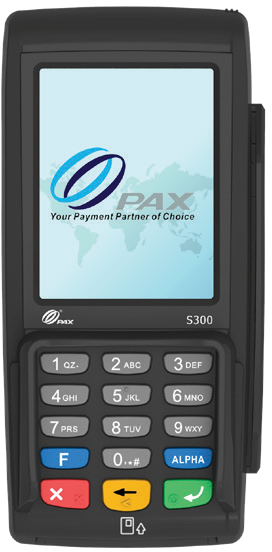 PAX
Your Payment Partner of Choice
PAX S300
1 QZ. 2 ABC 3 DEF
4 GHI 5 JKL 6 MNO
7 PRS 8 TUV 9 WXY
F 0,*# ALPHA